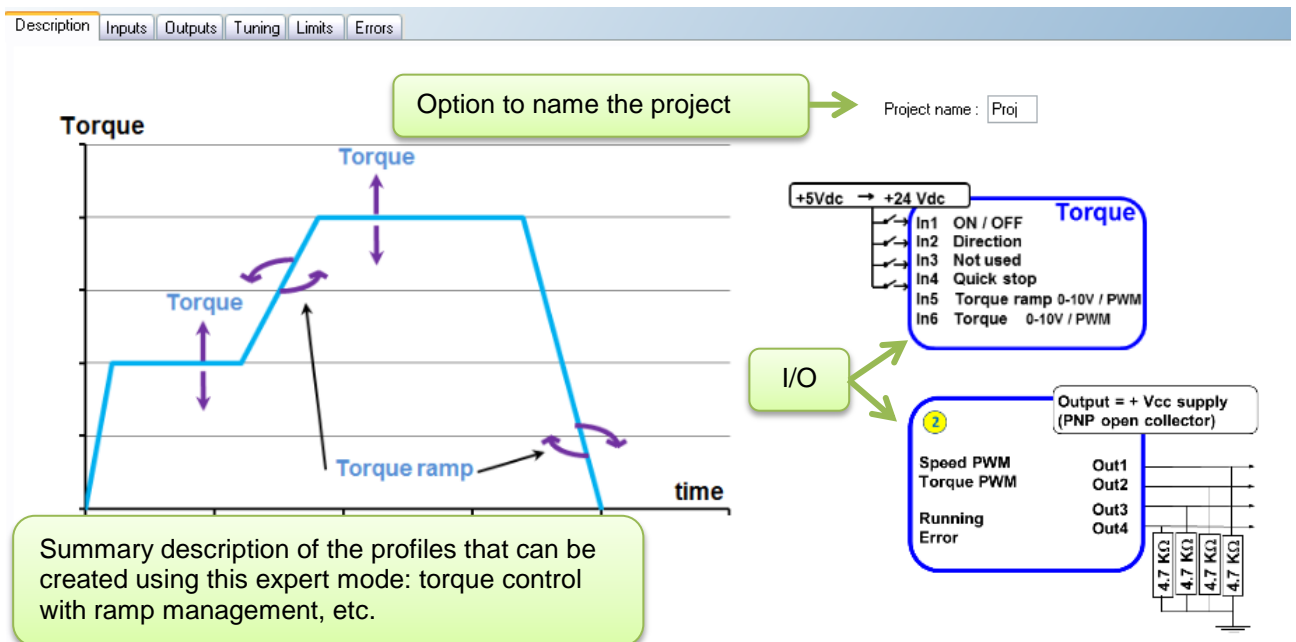 Description Inputs Outputs Tuning Limits Errors
Option to name the project
Project name : Proj
Torque
Torque
Torque
Torque ramp
time
Summary description of the profiles that can be
created using this expert mode: torque control
with ramp management, etc.
+5Vdc → +24 Vdc
Torque
In1 ON / OFF
In2 Direction
In3 Not used
In4 Quick stop
In5 Torque ramp 0-10V / PWM
In6 Torque 0-10V / PWM
I/O
Output = + Vcc supply
(PNP open collector)
2
Speed PWM Out1
Torque PWM Out2
Running Out3
Error Out4
4.7 KΩ
4.7 KΩ
4.7 KΩ
4.7 KΩ